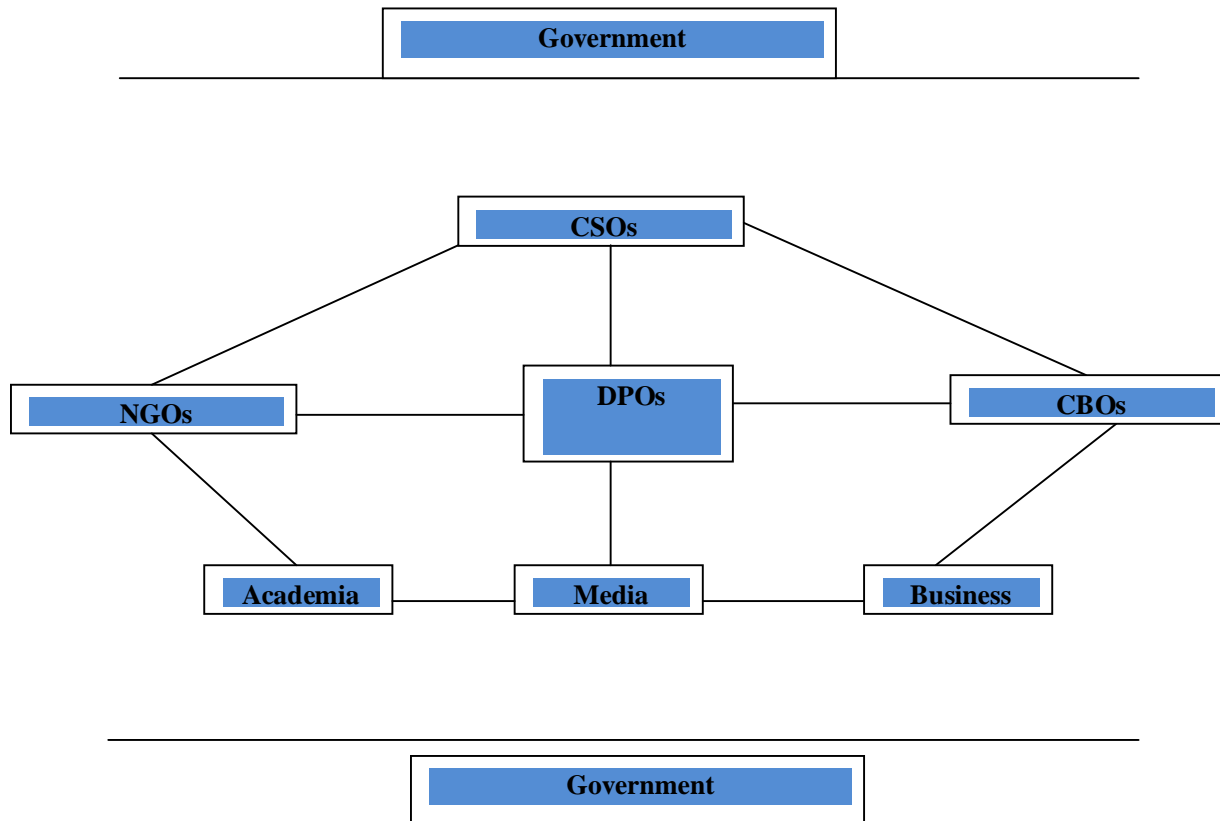 Government
CSOs
NGOs
DPOs
CBOs
Academia
Media
Business
Government